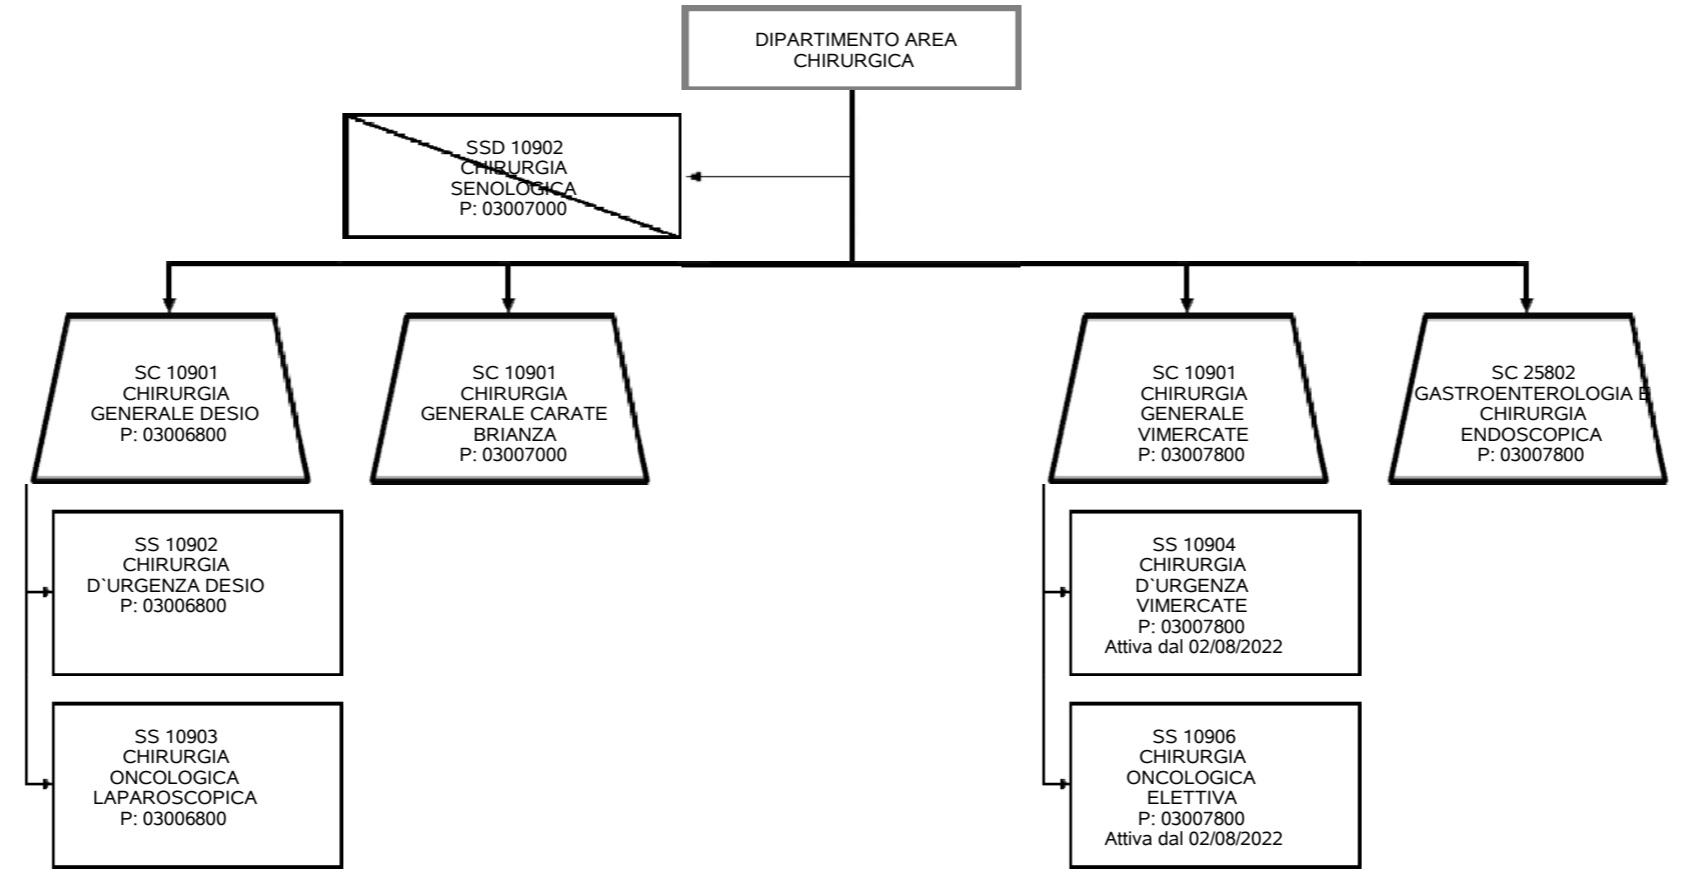 DIPARTIMENTO AREA
CHIRURGICA
SSD 10902
CHIRURGIA
SENOLOGICA
P: 03007000
SC 10901
CHIRURGIA
GENERALE DESIO
P: 03006800
SC 10901
CHIRURGIA
GENERALE CARATE
BRIANZA
P: 03007000
SC 10901
CHIRURGIA
GENERALE
VIMERCATE
P: 03007800
SC 25802
GASTROENTEROLOGIA E
CHIRURGIA
ENDOSCOPICA
P: 03007800
SS 10902
CHIRURGIA
D`URGENZA DESIO
P: 03006800
SS 10904
CHIRURGIA
D`URGENZA
VIMERCATE
P: 03007800
Attiva dal 02/08/2022
SS 10903
CHIRURGIA
ONCOLOGICA
LAPAROSCOPICA
P: 03006800
SS 10906
CHIRURGIA
ONCOLOGICA
ELETTIVA
P: 03007800
Attiva dal 02/08/2022